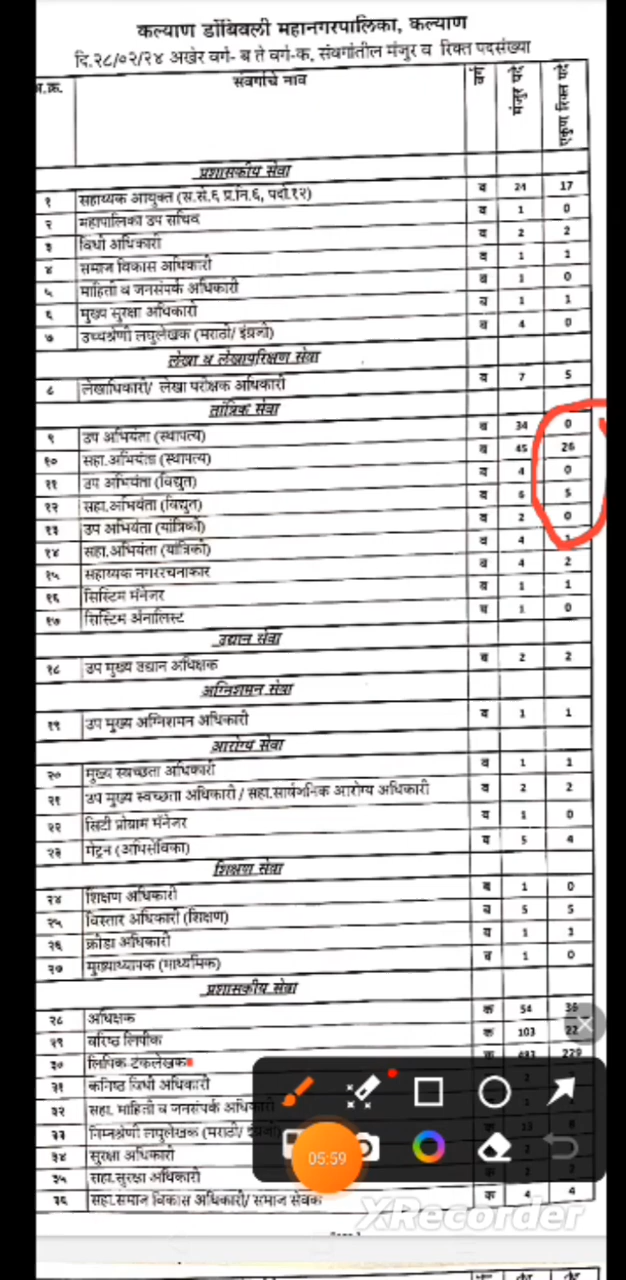 कल्याण डोंबिवली महानगरपालिका, कल्याण
दि.२८/०२/२४ अखेर वर्ग- ब ते वर्ग-क, संवर्गातील मंजुर व रिक्त पदसंख्या
अ.क्र. संवर्गाचे नाव वर्ग मंजुर पदे एकुण रिक्त पदे
प्रशासकीय सेवा
१ सहाय्यक आयुक्त (स.से.६ प्र.नि.६, पदो.१२) ब 24 17
२ महापालिका उप सचिव ब 1 0
३ विधी अधिकारी ब 2 2
४ समाज विकास अधिकारी ब 1 1
५ माहिती व जनसंपर्क अधिकारी ब 1 0
६ मुख्य सुरक्षा अधिकारी ब 1 1
७ उच्चश्रेणी लघुलेखक (मराठी/ इंग्रजी) ब 4 0
लेखा व लेखापरिक्षण सेवा
८ लेखाधिकारी/ लेखा परीक्षक अधिकारी ब 7 5
तांत्रिक सेवा
९ उप अभियंता (स्थापत्य) ब 34 0
१० सहा.अभियंता (स्थापत्य) ब 45 26
११ उप अभियंता (विद्युत) ब 4 0
१२ सहा.अभियंता (विद्युत) ब 6 5
१३ उप अभियंता (यांत्रिकी) ब 2 0
१४ सहा.अभियंता (यांत्रिकी) ब 4
१५ सहाय्यक नगररचनाकार ब 4 2
१६ सिस्टिम मॅनेजर ब 1 1
१७ सिस्टिम ॲनालिस्ट ब 1 0
उद्यान सेवा
१८ उप मुख्य उद्यान अधिक्षक ब 2 2
अग्निशमन सेवा
१९ उप मुख्य अग्निशमन अधिकारी ब 1 1
आरोग्य सेवा
२० मुख्य स्वच्छता अधिकारी ब 1 1
२१ उप मुख्य स्वच्छता अधिकारी / सहा.सार्वजनिक आरोग्य अधिकारी ब 2 2
२२ सिटी प्रोग्राम मॅनेजर ब 1 0
२३ मेट्रन (अधिसेविका) ब 5 4
शिक्षण सेवा
२४ शिक्षण अधिकारी ब 1 0
२५ विस्तार अधिकारी (शिक्षण) ब 5 5
२६ क्रीडा अधिकारी ब 1 1
२७ मुख्याध्यापक (माध्यमिक) ब 1 0
प्रशासकीय सेवा
२८ अधिक्षक क 54
२९ वरिष्ठ लिपीक क 103 22
३० लिपिक टंकलेखक क 229
३१ कनिष्ठ विधी अधिकारी
३२ सहा. माहिती व जनसंपर्क अधिकारी
३३ निम्नश्रेणी लघुलेखक (मराठी/ इंग्रजी) 13 8
३४ सुरक्षा अधिकारी
३५ सहा.सुरक्षा अधिकारी
३६ सहा.समाज विकास अधिकारी/ समाज सेवक क 4 4
05:59
XRecorder